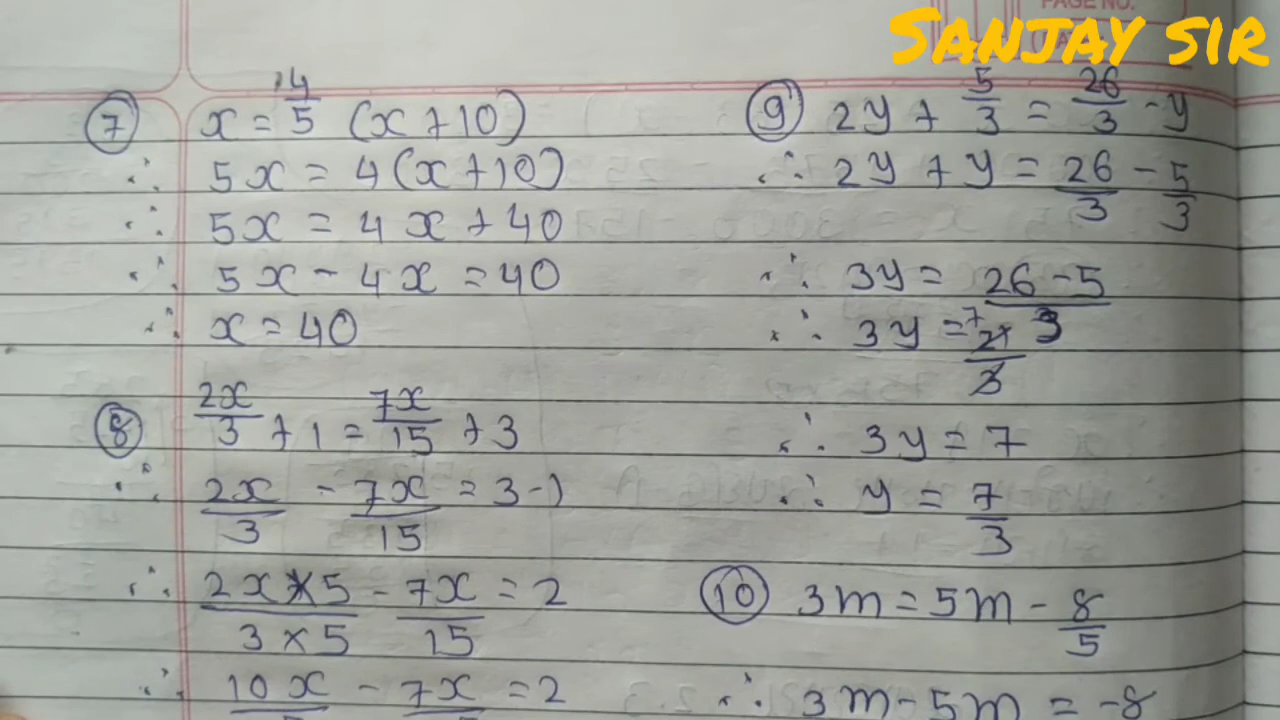 PAGE NO.
SANJAY SIR
⑦ x = 4/5 (x + 10)
∴ 5x = 4(x + 10)
∴ 5x = 4x + 40
∴ 5x - 4x = 40
∴ x = 40
⑧ 2x/3 + 1 = 7x/15 + 3
∴ 2x/3 - 7x/15 = 3 - 1
∴ 2x × 5/3 × 5 - 7x/15 = 2
∴ 10x - 7x = 2
⑨ 2y + 5/3 = 26/3 - y
∴ 2y + y = 26/3 - 5/3
∴ 3y = 26 - 5/3
∴ 3y = 7 21/3
∴ 3y = 7
∴ y = 7/3
⑩ 3m = 5m - 8/5
∴ 3m - 5m = -8